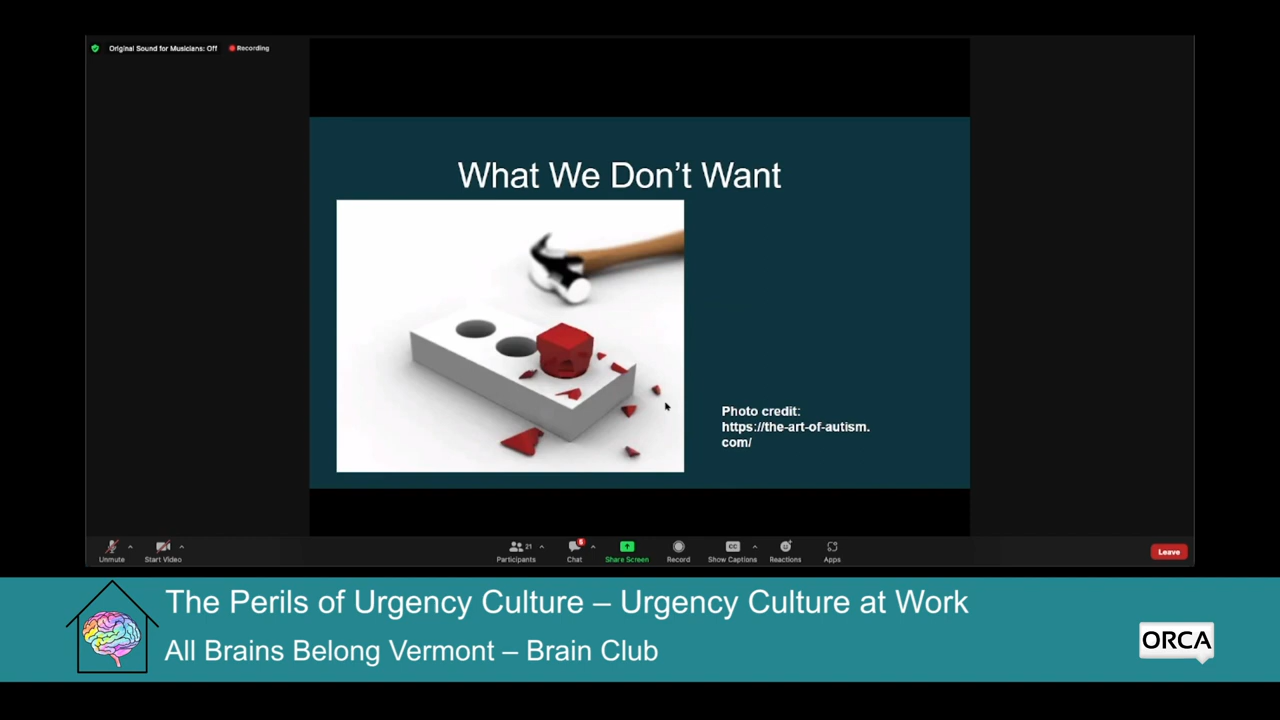 Original Sound for Musicians: Off
Recording
What We Don't Want
Photo credit:
https://the-art-of-autism.
com/
Unmute
Start Video
Participants
21
Chat
Share Screen
Record
CC
Show Captions
Reactions
Apps
Leave
The Perils of Urgency Culture – Urgency Culture at Work
All Brains Belong Vermont – Brain Club
ORCA